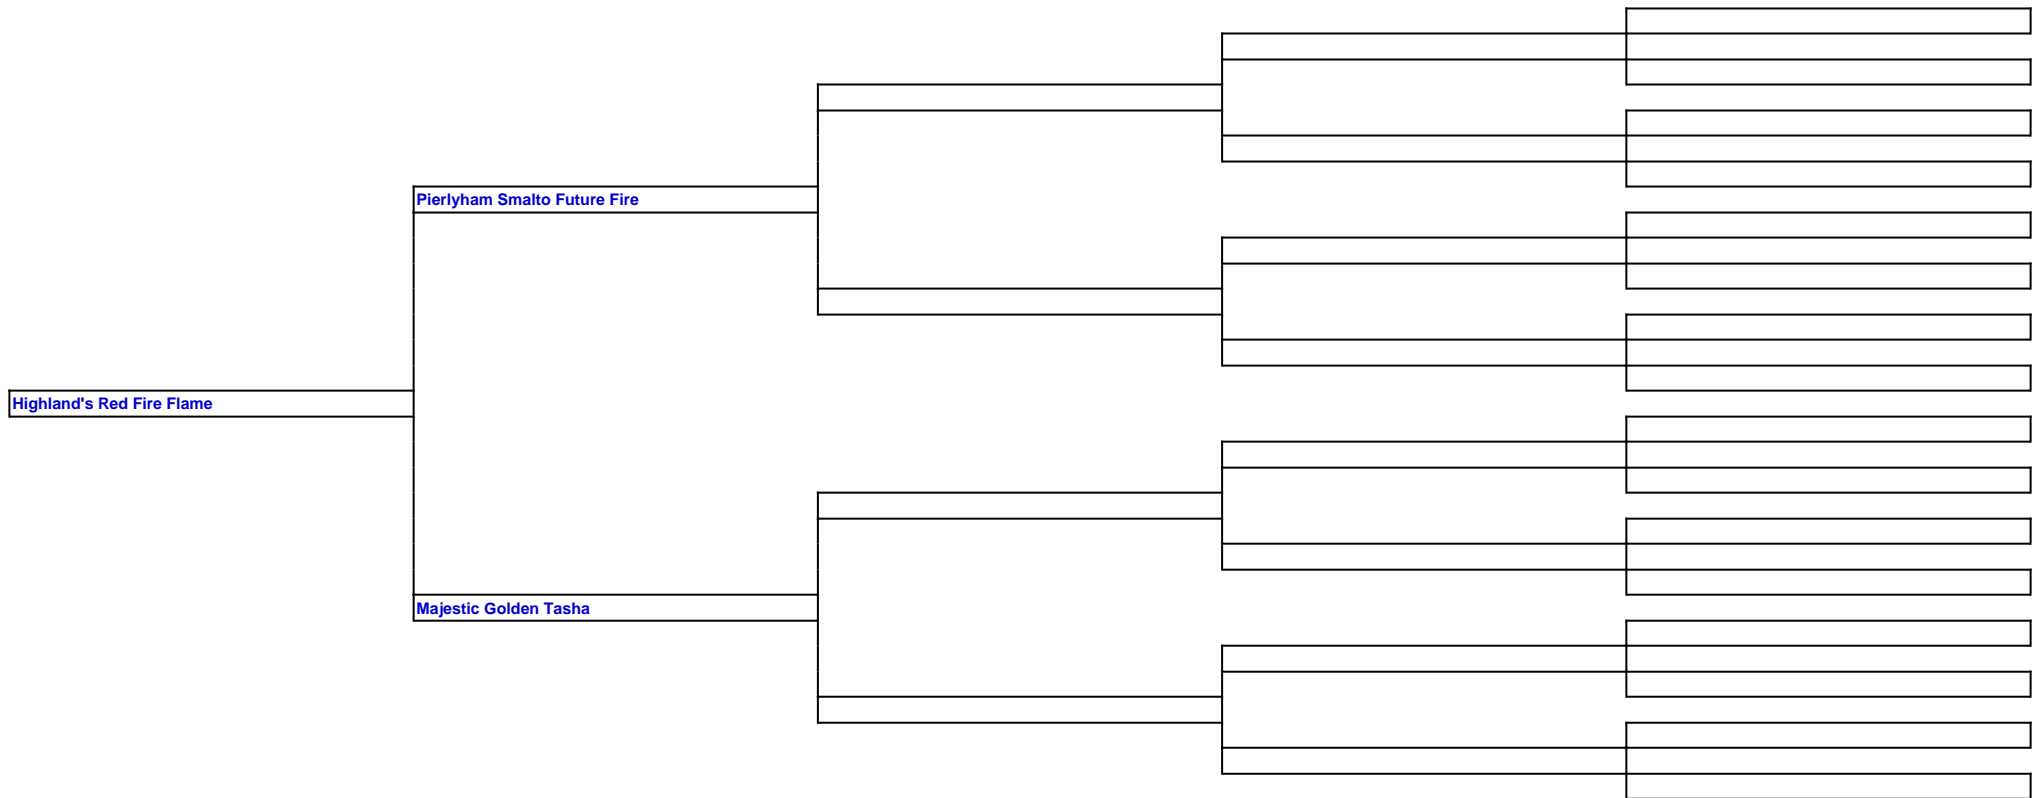 Pierlyham Smalto Future Fire
Highland's Red Fire Flame
Majestic Golden Tasha